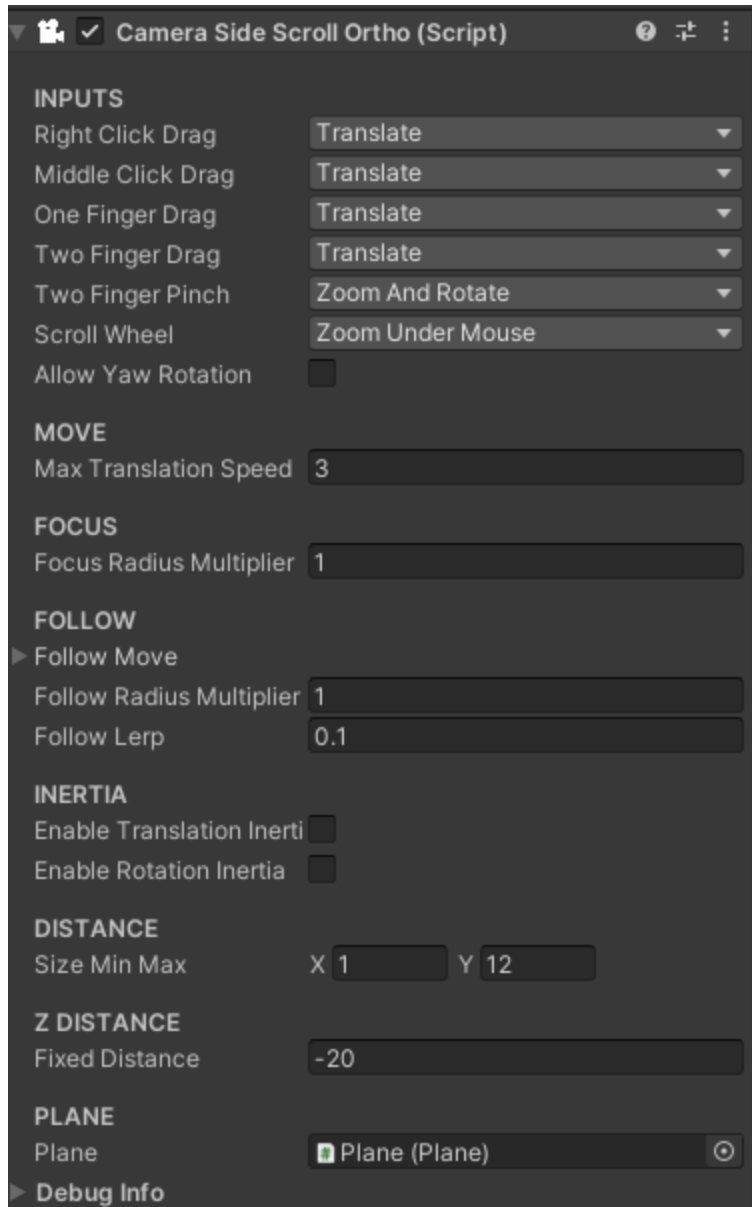 Camera Side Scroll Ortho (Script)
INPUTS
Right Click Drag Translate
Middle Click Drag Translate
One Finger Drag Translate
Two Finger Drag Translate
Two Finger Pinch Zoom And Rotate
Scroll Wheel Zoom Under Mouse
Allow Yaw Rotation
MOVE
Max Translation Speed 3
FOCUS
Focus Radius Multiplier 1
FOLLOW
Follow Move
Follow Radius Multiplier 1
Follow Lerp 0.1
INERTIA
Enable Translation Inerti
Enable Rotation Inertia
DISTANCE
Size Min Max X 1 Y 12
Z DISTANCE
Fixed Distance -20
PLANE
Plane # Plane (Plane)
Debug Info